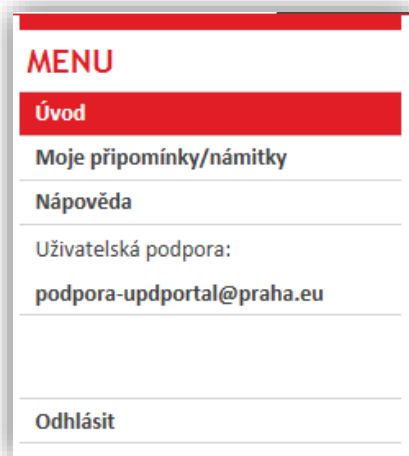 MENU
Úvod
Moje připomínky/námitky
Nápověda
Uživatelská podpora:
podpora-updportal@praha.eu
Odhlásit